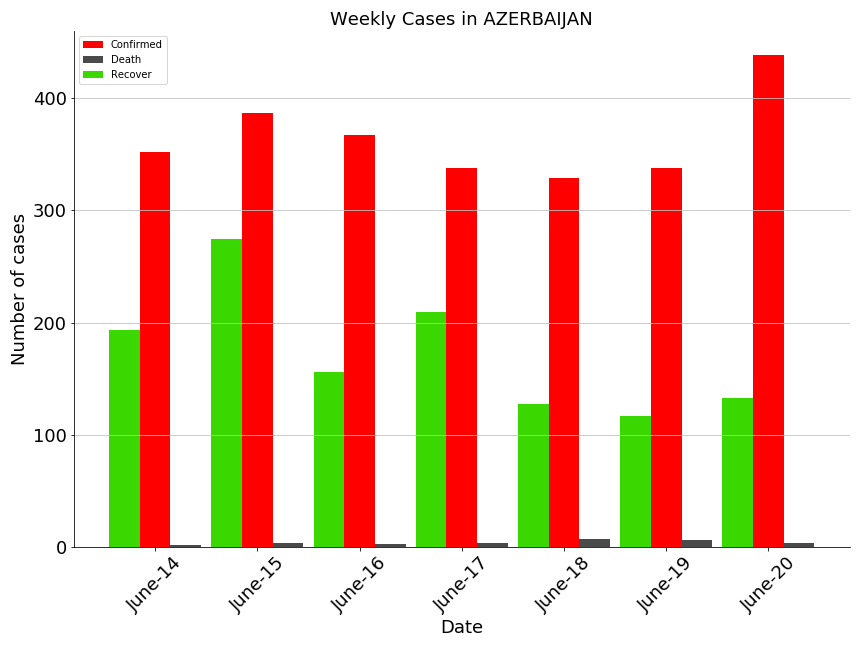 Weekly Cases in AZERBAIJAN
Confirmed
Death
Recover
Number of cases
400
300
200
100
0
June-14
June-15
June-16
June-17
June-18
June-19
June-20
Date